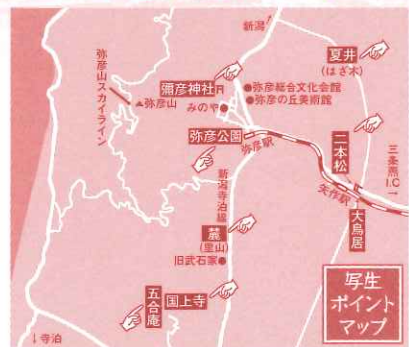 新潟
夏井
(はざ木)
弥彦山スカイライン
彌彦神社
弥彦山
みのや
弥彦総合文化会館
弥彦の丘美術館
弥彦公園
弥彦駅
二本松
三条燕I.C→
矢作駅
大鳥居
新潟寺泊線
麓
(里山)
旧武石家
五合庵
国上寺
↓寺泊
写生
ポイント
マップ